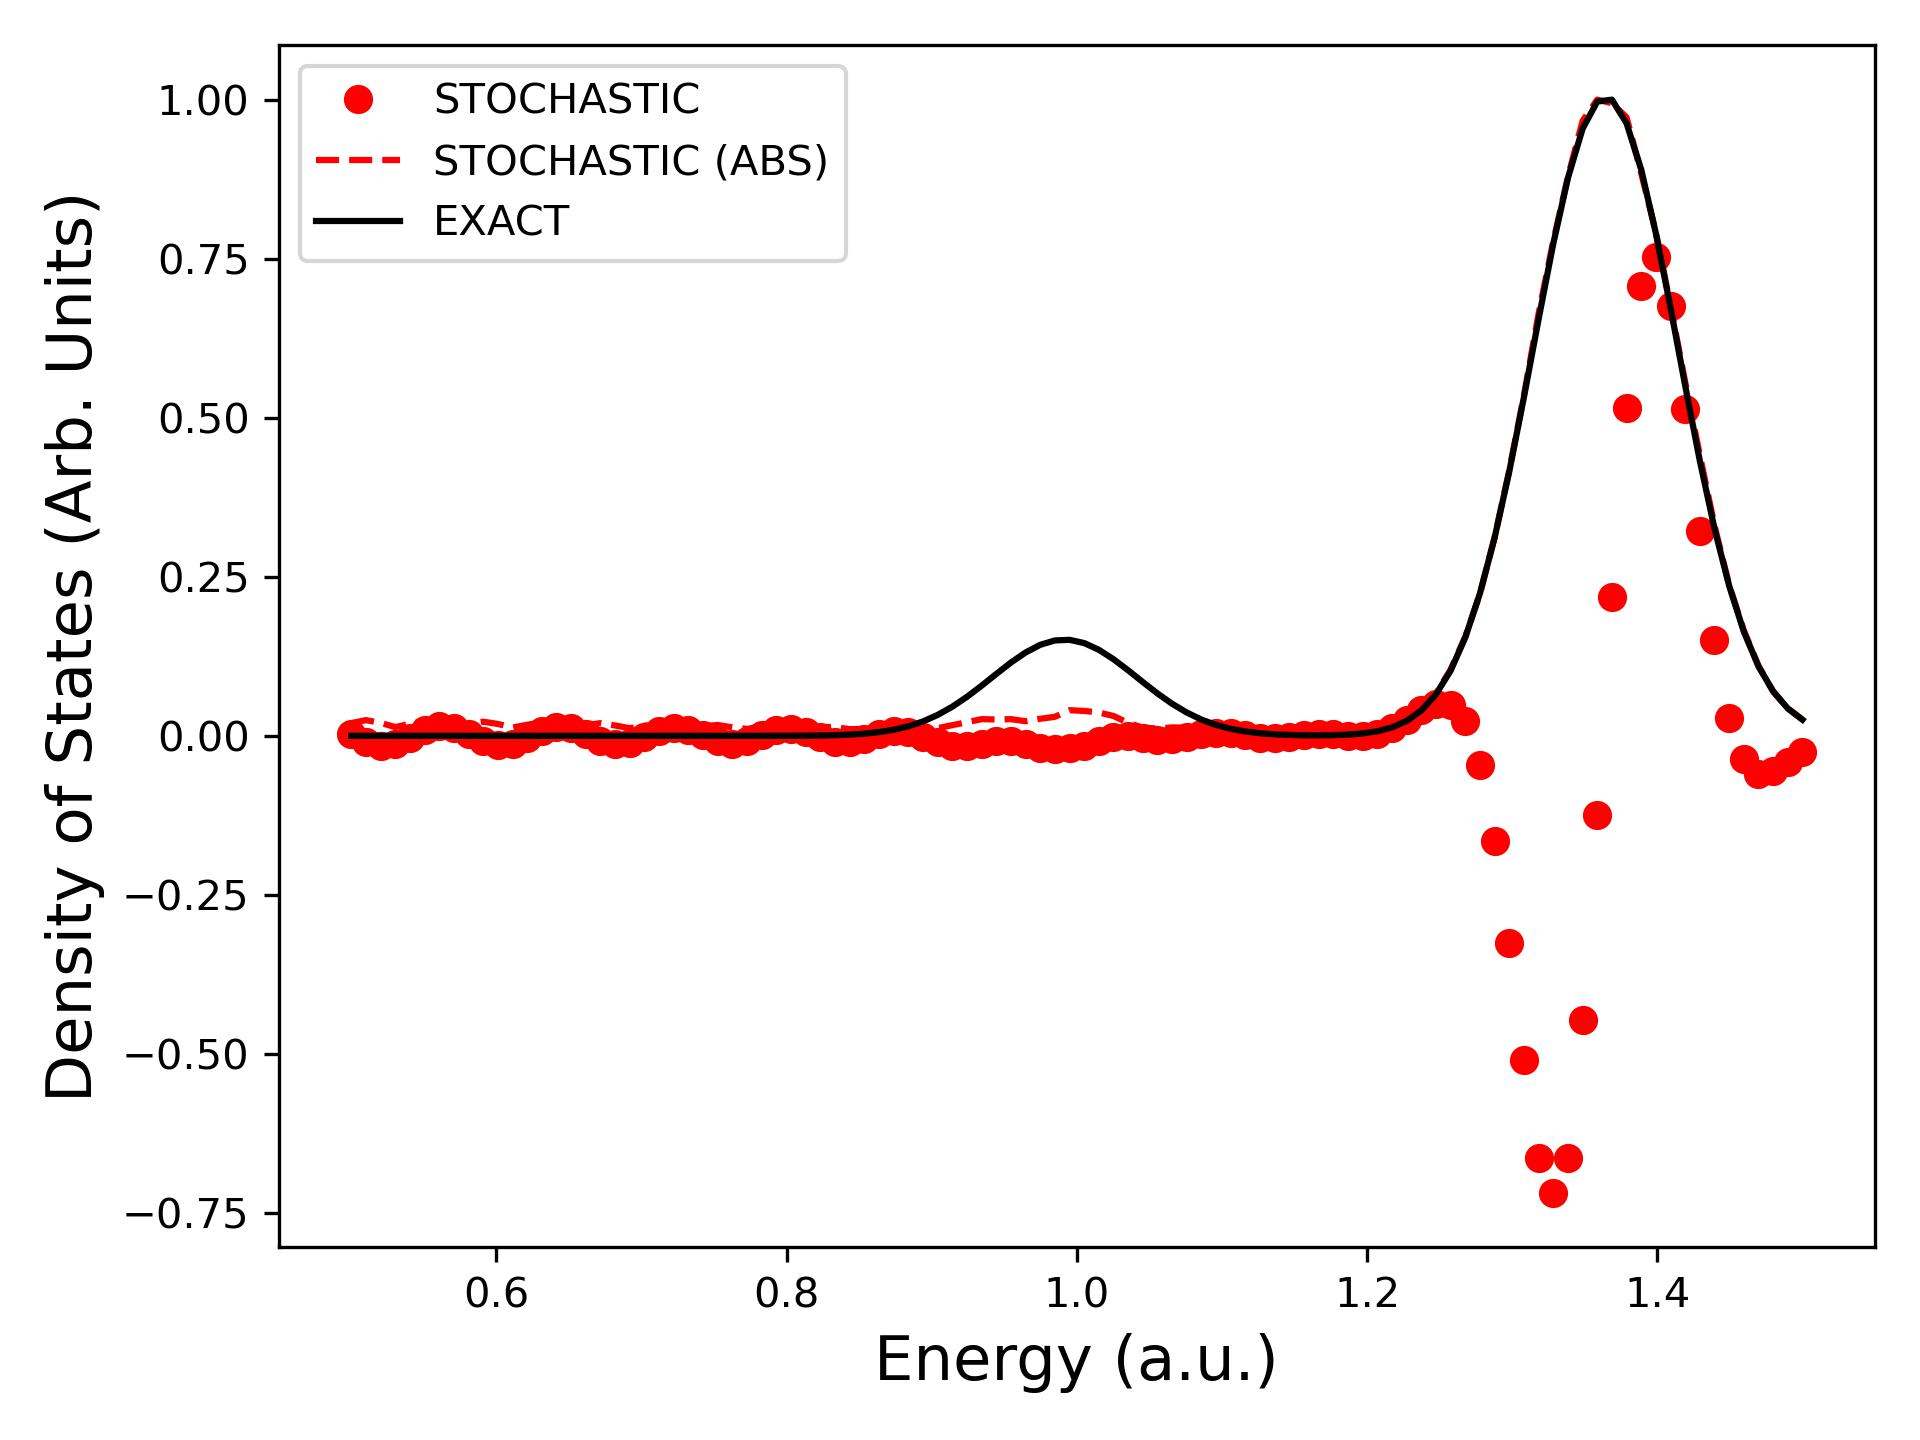 STOCHASTIC
STOCHASTIC (ABS)
EXACT
Density of States (Arb. Units)
1.00
0.75
0.50
0.25
0.00
−0.25
−0.50
−0.75
0.6 0.8 1.0 1.2 1.4
Energy (a.u.)